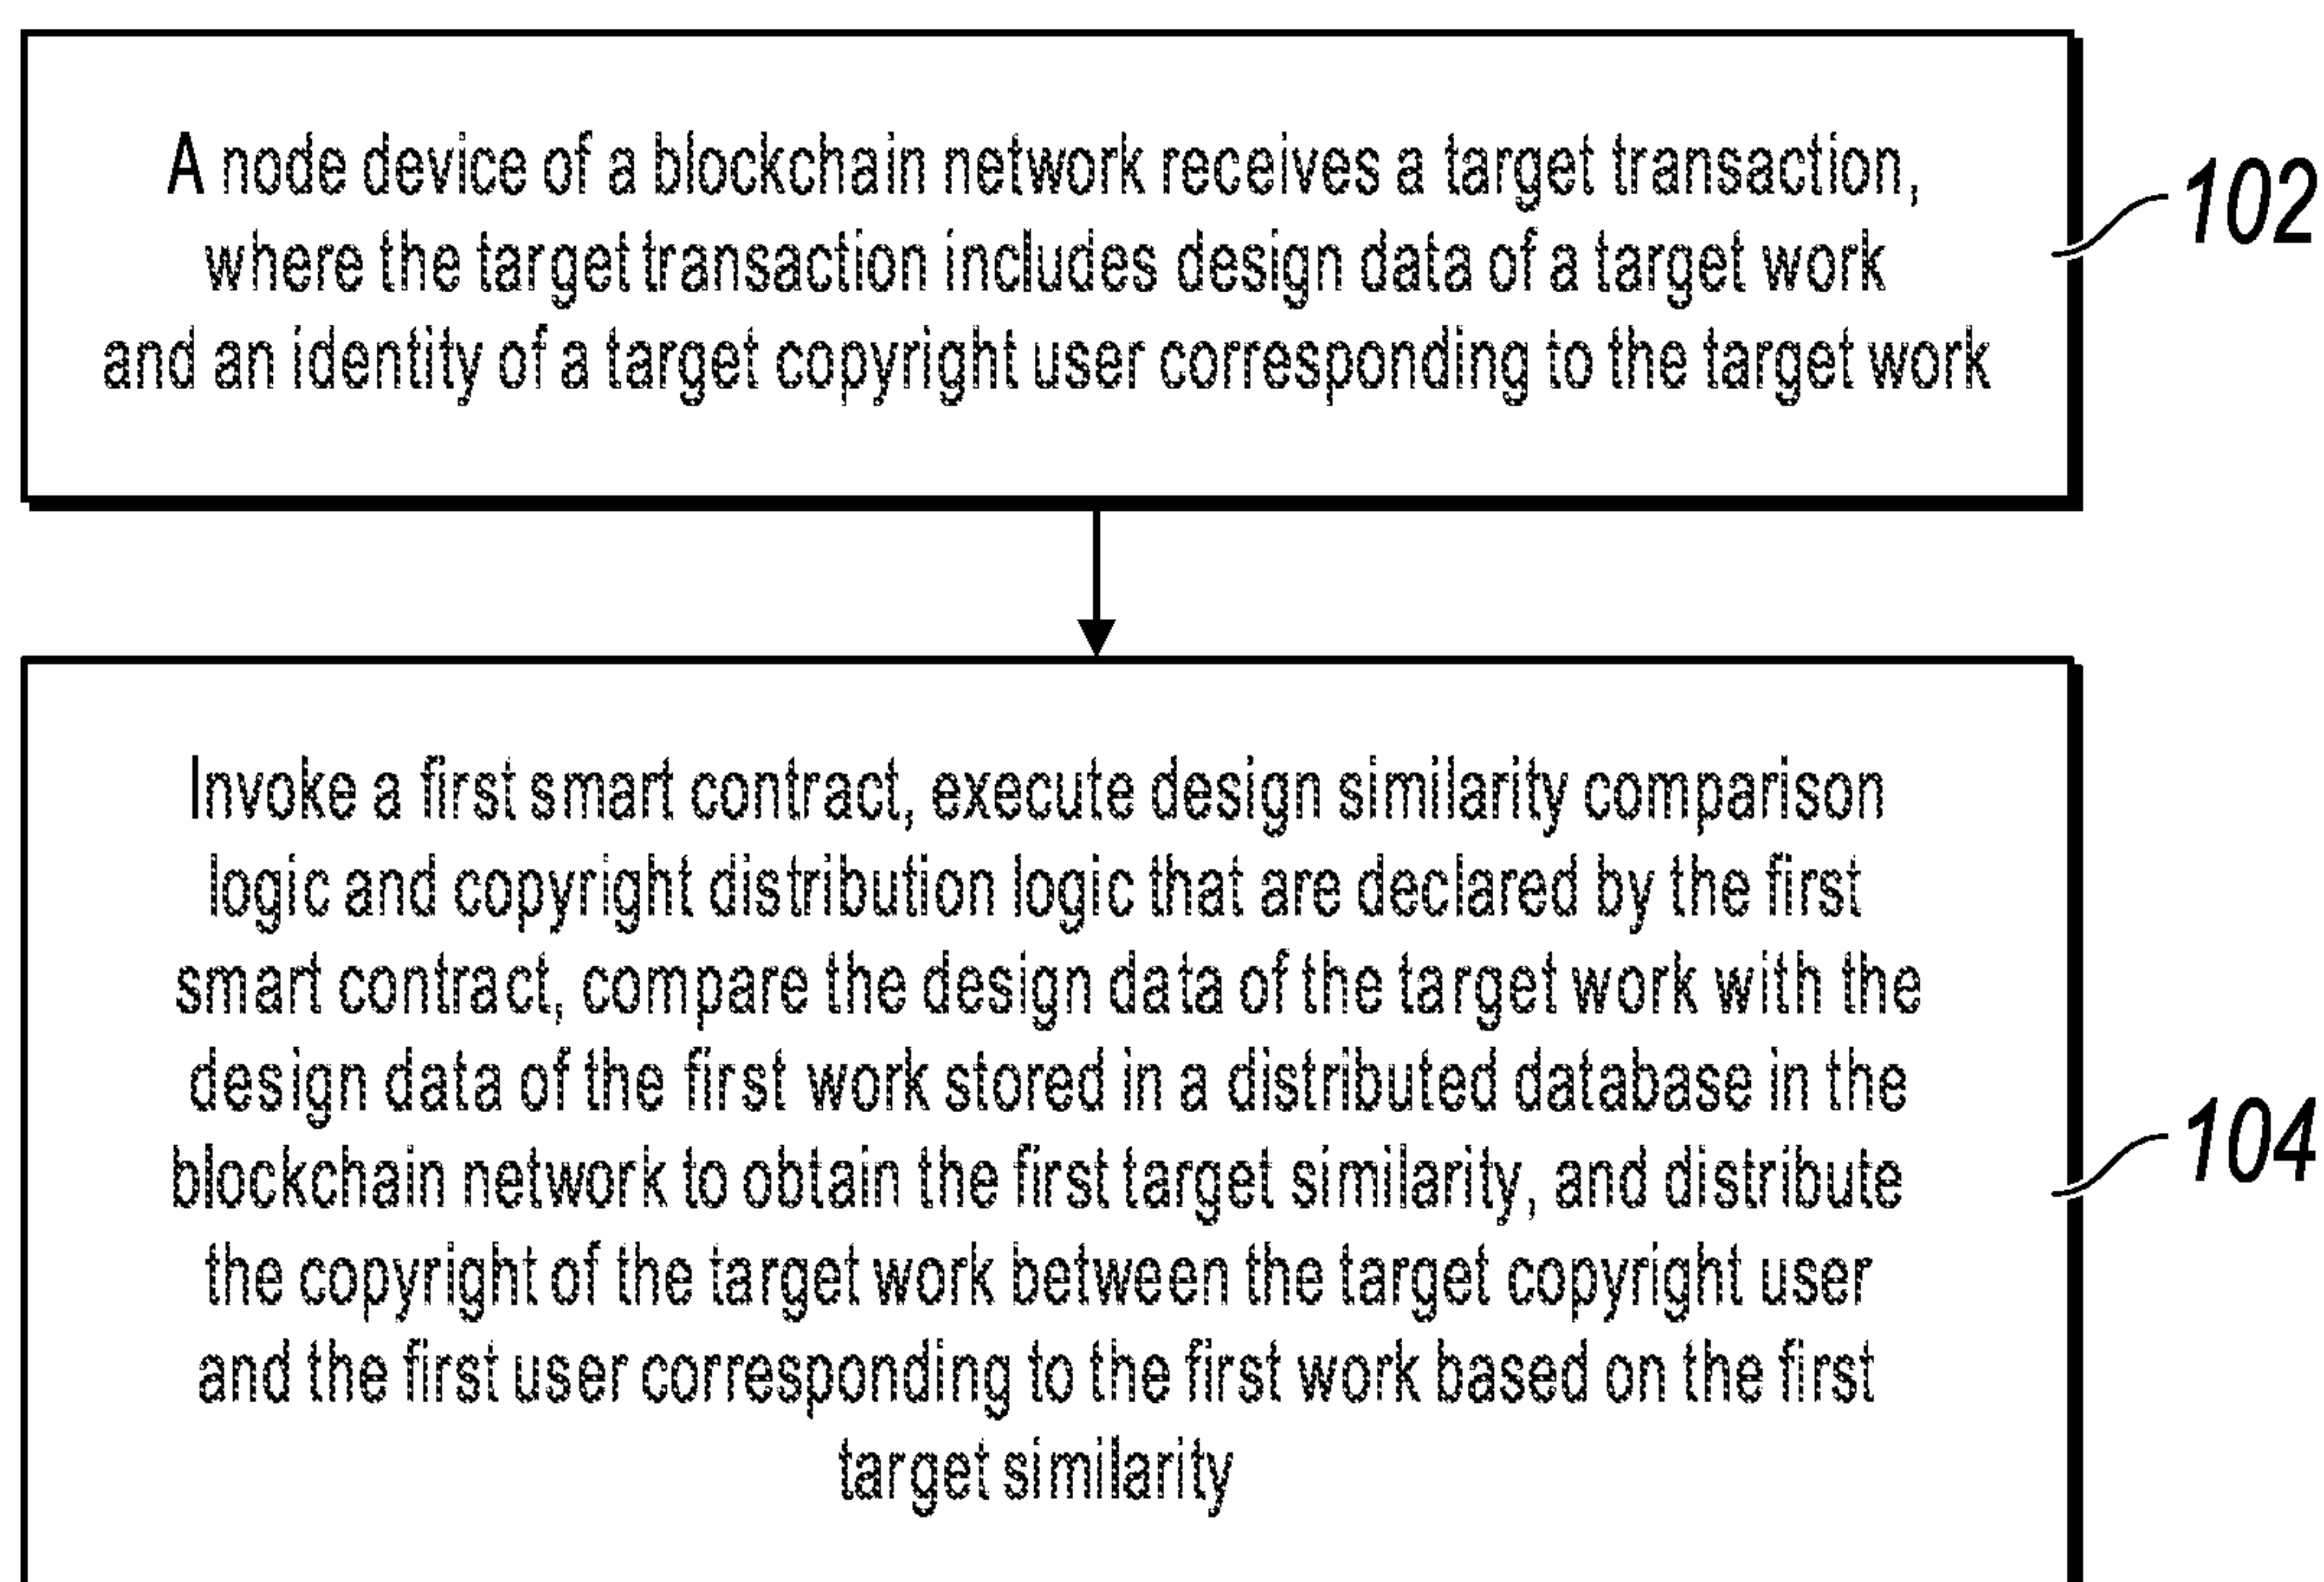 A node device of a blockchain network receives a target transaction,
where the target transaction includes design data of a target work
and an identity of a target copyright user corresponding to the target work
102
Invoke a first smart contract, execute design similarity comparison
logic and copyright distribution logic that are declared by the first
smart contract, compare the design data of the target work with the
design data of the first work stored in a distributed database in the
blockchain network to obtain the first target similarity, and distribute
the copyright of the target work between the target copyright user
and the first user corresponding to the first work based on the first
target similarity
104